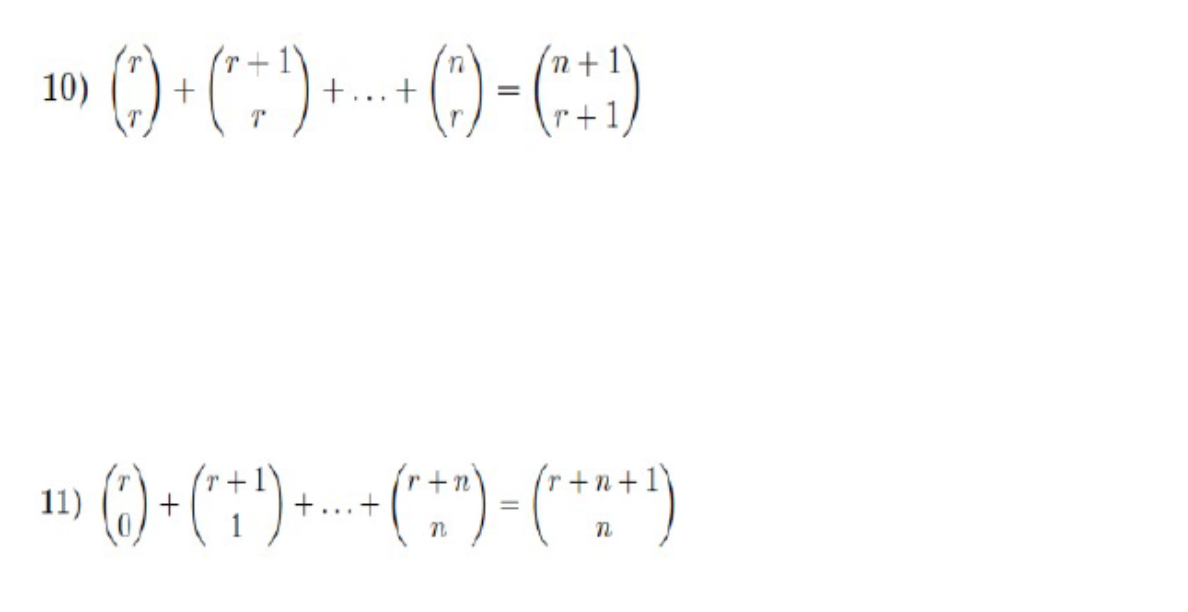 10) $\binom{r}{r} + \binom{r+1}{r} + \ldots + \binom{n}{r} = \binom{n+1}{r+1}$
11) $\binom{r}{0} + \binom{r+1}{1} + \ldots + \binom{r+n}{n} = \binom{r+n+1}{n}$